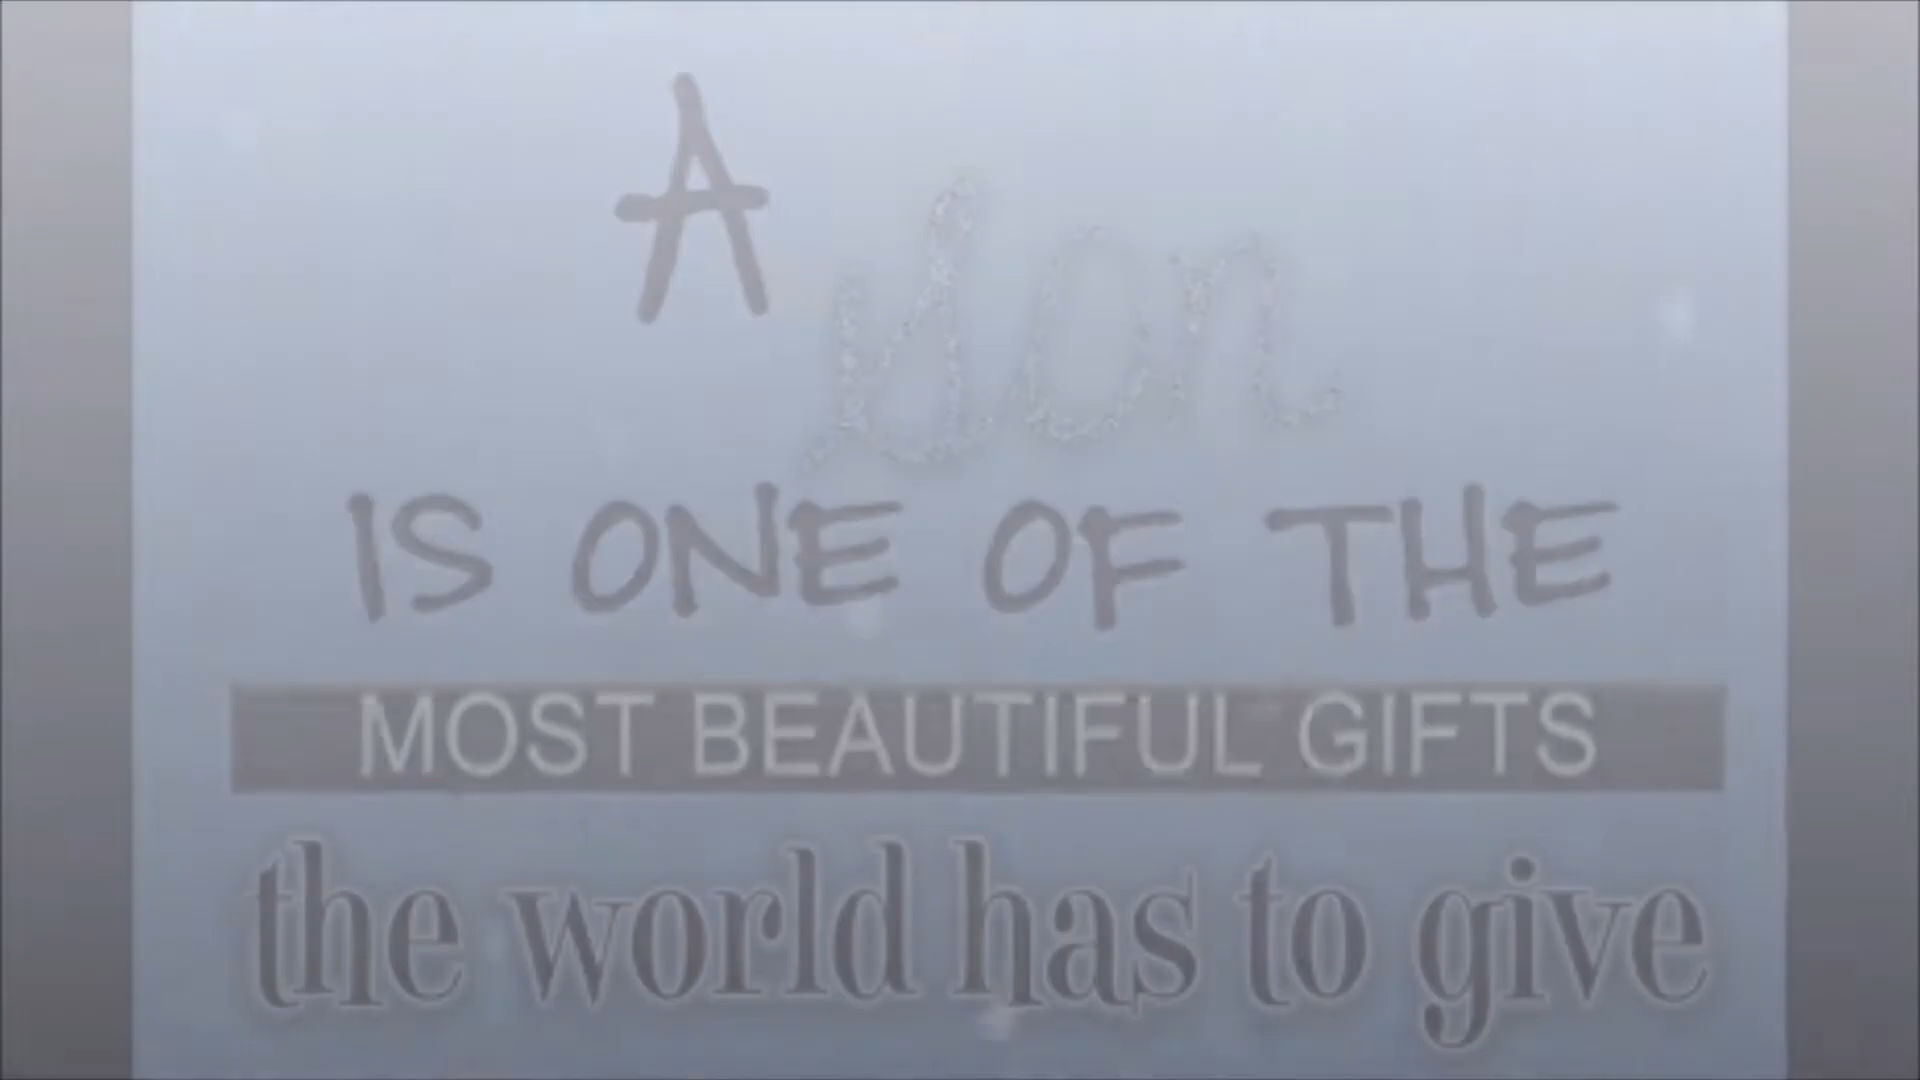 A son
IS ONE OF THE
MOST BEAUTIFUL GIFTS
the world has to give